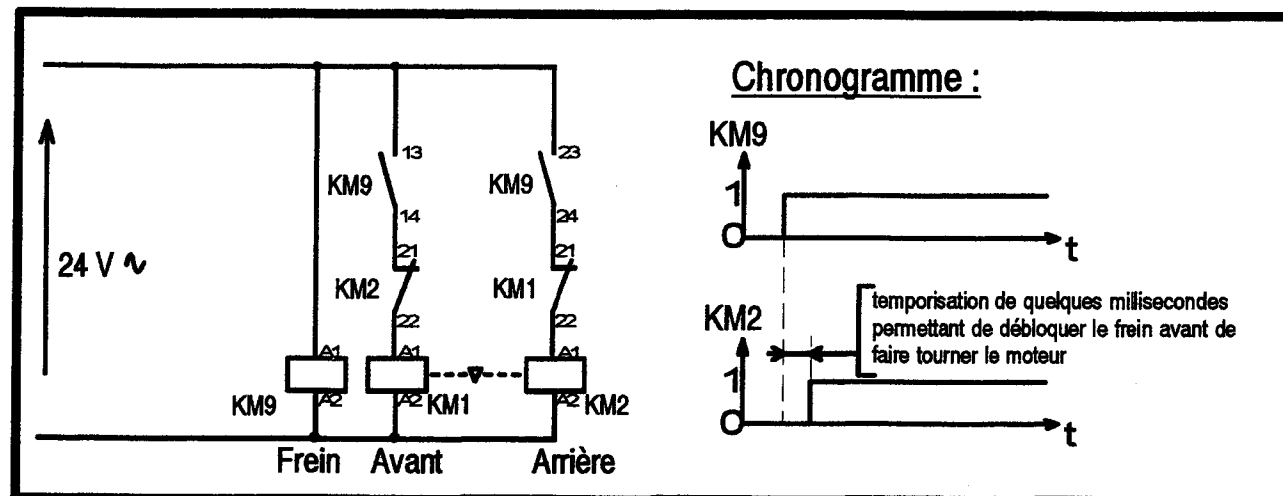 24 V ∿
13
KM9
14
21
KM2
22
23
KM9
24
21
KM1
22
A1
A2
KM9
A1
A2
KM1
A1
A2
KM2
Frein
Avant
Arrière
Chronogramme :
KM9
1
0
t
KM2
1
0
t
temporisation de quelques millisecondes
permettant de débloquer le frein avant de
faire tourner le moteur